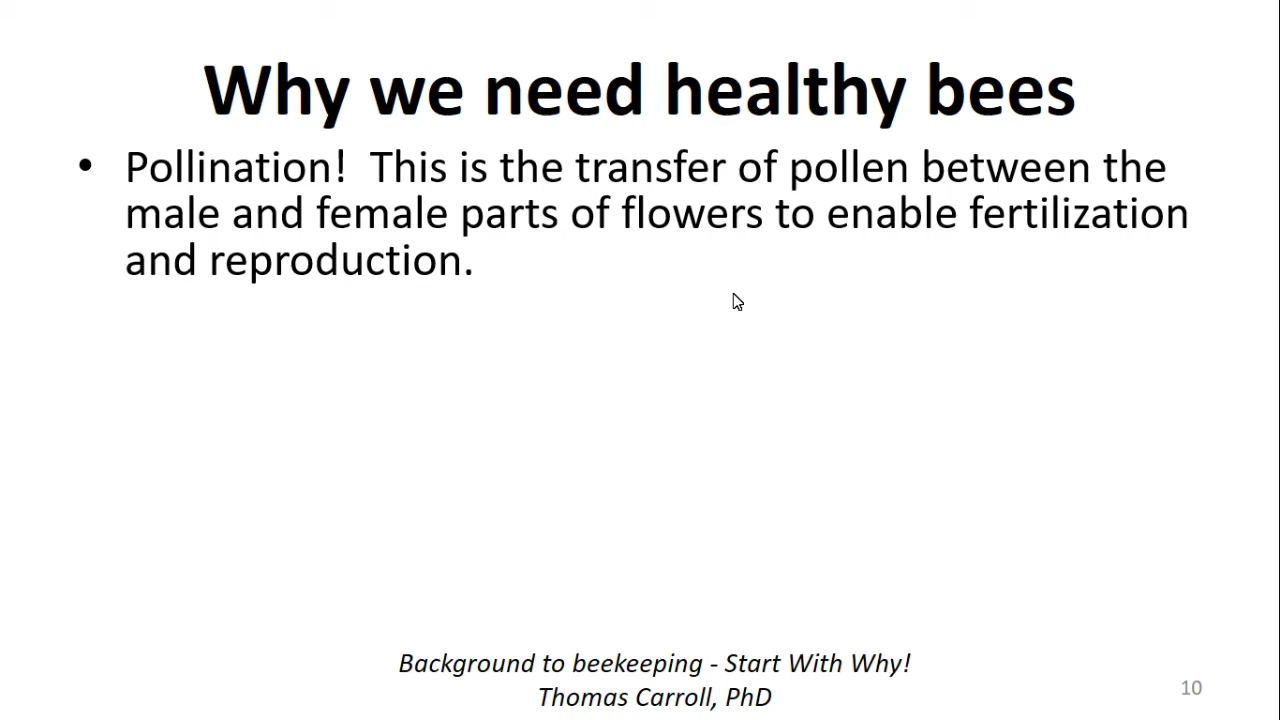 Why we need healthy bees
• Pollination!  This is the transfer of pollen between the
male and female parts of flowers to enable fertilization
and reproduction.
Background to beekeeping - Start With Why!
Thomas Carroll, PhD
10